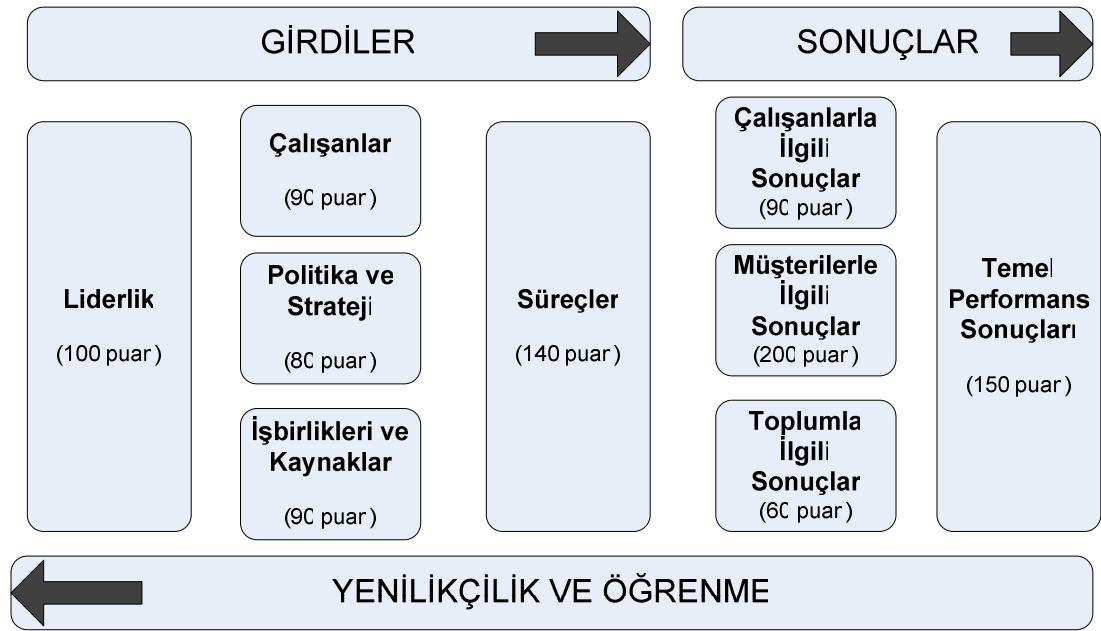 GİRDİLER
SONUÇLAR
Liderlik
(100 puar)
Çalışanlar
(90 puar)
Politika ve
Strateji
(80 puar)
İşbirlikleri ve
Kaynaklar
(90 puar)
Süreçler
(140 puar)
Çalışanlarla
İlgili
Sonuçlar
(90 puar)
Müşterilerle
İlgili
Sonuçlar
(200 puar)
Toplumla
İlgili
Sonuçlar
(60 puar)
Temel
Performans
Sonuçları
(150 puar)
YENİLİKÇİLİK VE ÖĞRENME